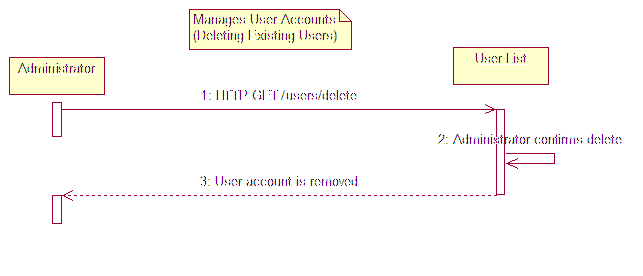 Manages User Accounts
(Deleting Existing Users)
Administrator
User List
1: HTTP GET /users/delete
2: Administrator confirms delete
3: User account is removed